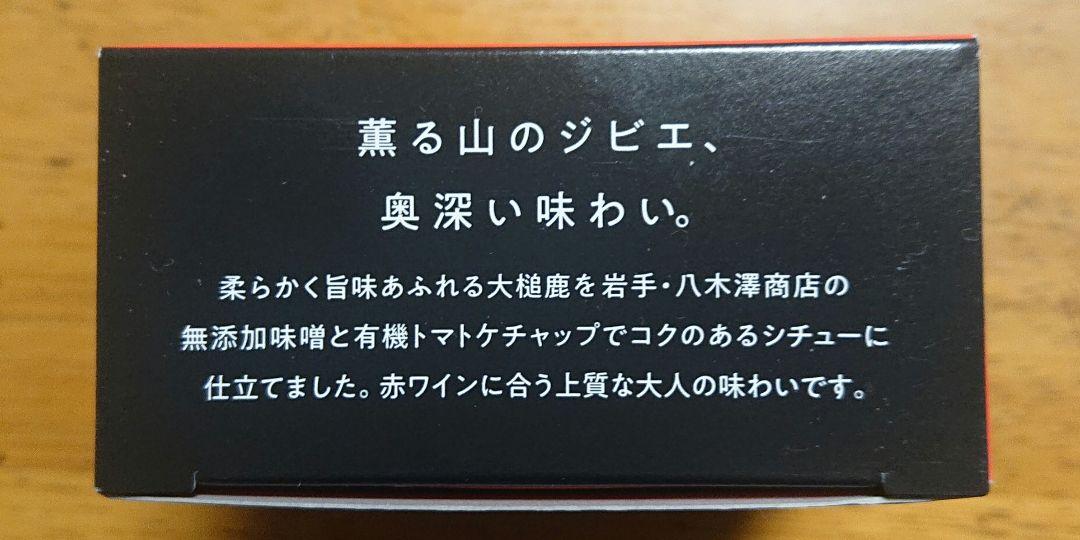 薫る山のジビエ、
奥深い味わい。
柔らかく旨味あふれる大槌鹿を岩手・八木澤商店の
無添加味噌と有機トマトケチャップでコクのあるシチューに
仕立てました。赤ワインに合う上質な大人の味わいです。